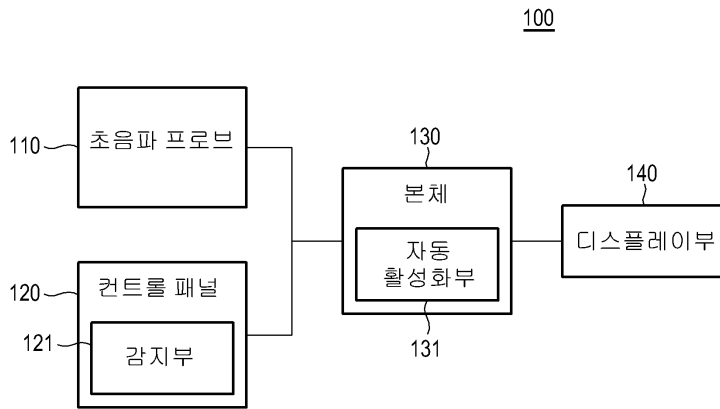 100
110
초음파 프로브
130
본체
자동
활성화부
131
140
디스플레이부
120
컨트롤 패널
121
감지부